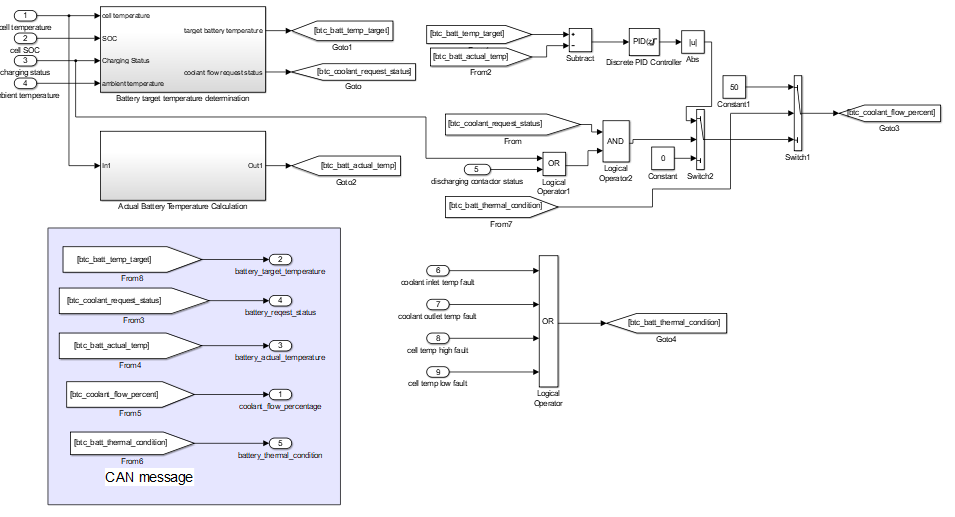 1
cell temperature
2
cell SOC
3
charging status
4
bient temperature
cell temperature
SOC
Charging Status
ambient temperature
target battery temperature
coolant flow request status
Battery target temperature determination
[btc_batt_temp_target]
Goto1
[btc_coolant_request_status]
Goto
In1
Out1
Actual Battery Temperature Calculation
[btc_batt_actual_temp]
Goto2
[btc_batt_temp_target]
[btc_batt_actual_temp]
From2
+
−
Subtract
PID(z)
Discrete PID Controller
|u|
Abs
50
Constant1
[btc_coolant_request_status]
From
5
discharging contactor status
OR
Logical
Operator1
AND
Logical
Operator2
0
Constant
Switch2
Switch1
[btc_coolant_flow_percent]
Goto3
[btc_batt_thermal_condition]
From7
[btc_batt_temp_target]
From8
2
battery_target_temperature
[btc_coolant_request_status]
From3
4
battery_reqest_status
[btc_batt_actual_temp]
From4
3
battery_actual_temperature
[btc_coolant_flow_percent]
From5
1
coolant_flow_percentage
[btc_batt_thermal_condition]
From6
5
battery_thermal_condition
CAN message
6
coolant inlet temp fault
7
coolant outlet temp fault
8
cell temp high fault
9
cell temp low fault
OR
Logical
Operator
[btc_batt_thermal_condition]
Goto4